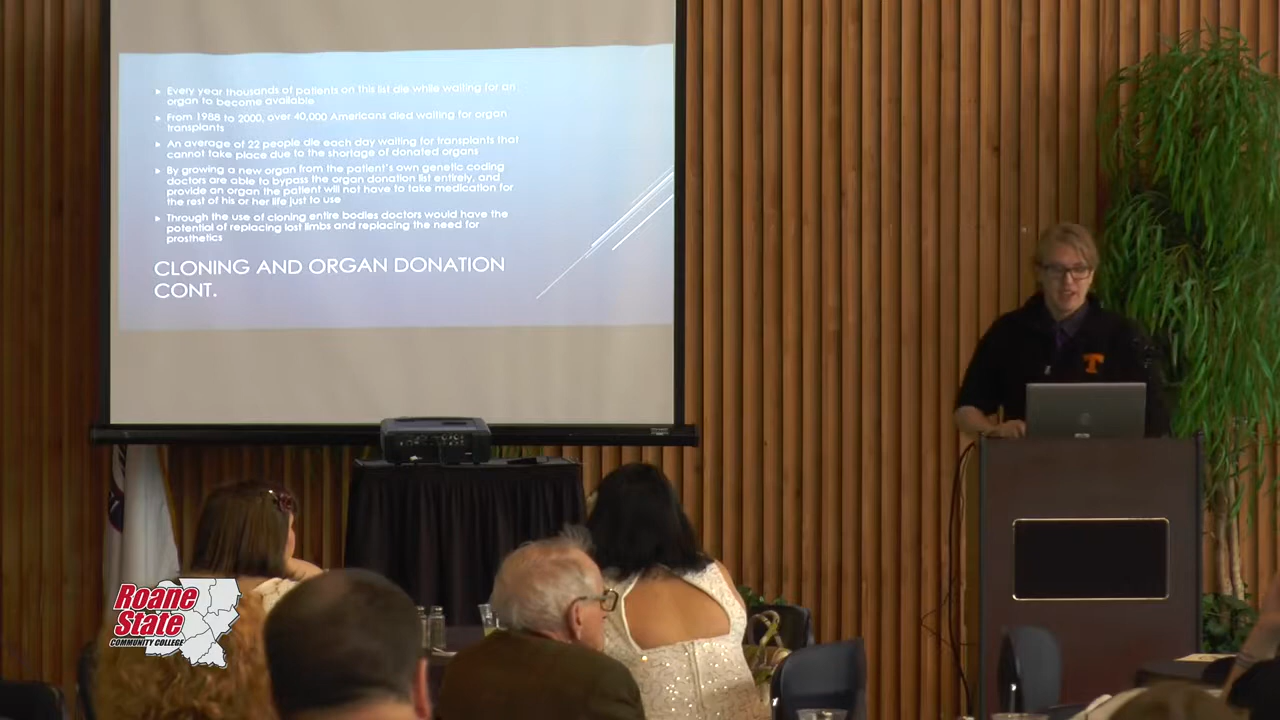 Every year thousands of patients on this list die while waiting for an
organ to become available
From 1988 to 2000, over 40,000 Americans died waiting for organ
transplants
An average of 22 people die each day waiting for transplants that
cannot take place due to the shortage of donated organs
By growing a new organ from the patient's own genetic coding
doctors are able to bypass the organ donation list entirely, and
provide an organ the patient will not have to take medication for
the rest of his or her life just to use
Through the use of cloning entire bodies doctors would have the
potential of replacing lost limbs and replacing the need for
prosthetics
CLONING AND ORGAN DONATION
CONT.
T
Roane
State
COMMUNITY COLLEGE